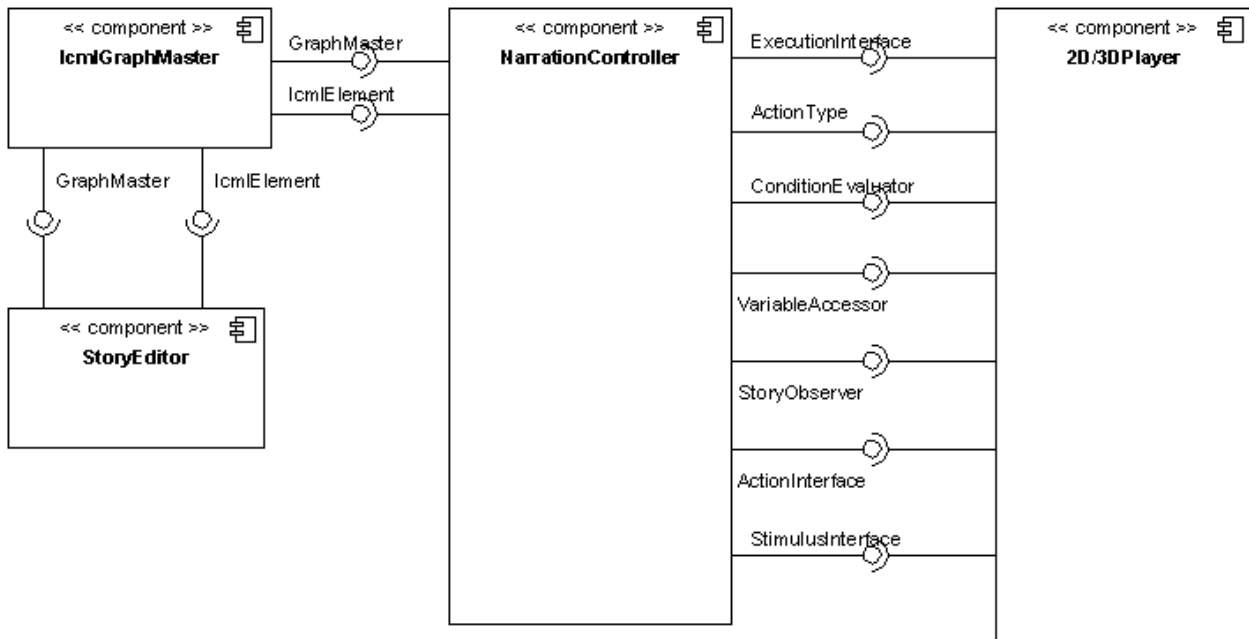 << component >>
IcmlGraphMaster
GraphMaster
IcmlElement
<< component >>
NarrationController
ExecutionInterface
ActionType
ConditionEvaluator
VariableAccessor
StoryObserver
ActionInterface
StimulusInterface
<< component >>
2D/3DPlayer
GraphMaster
IcmlElement
<< component >>
StoryEditor